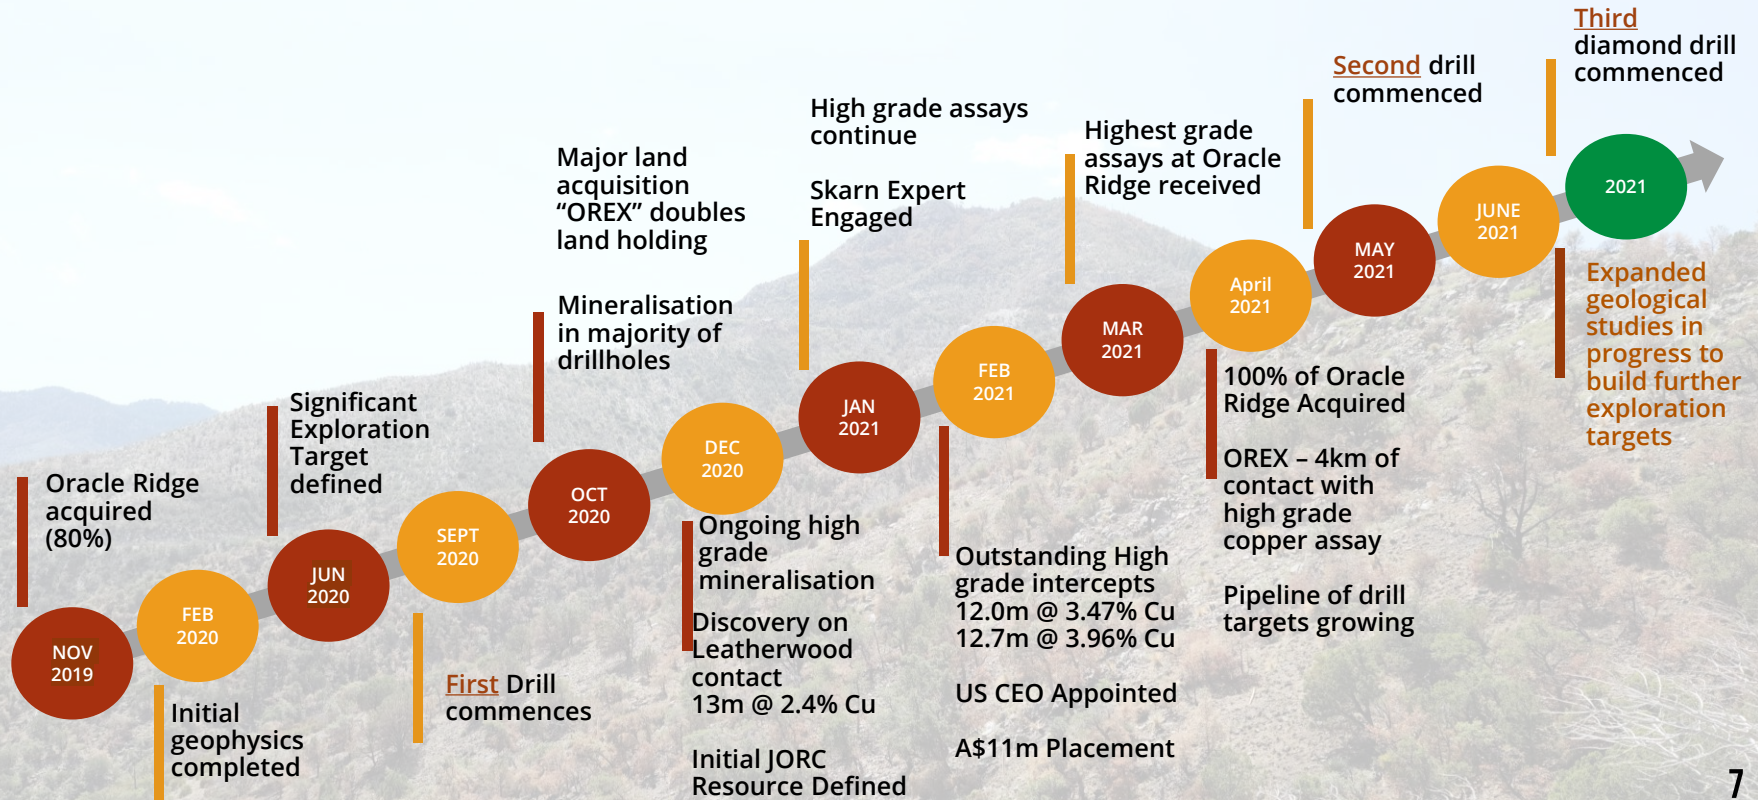 Oracle Ridge
acquired
(80%)
NOV
2019
FEB
2020
Initial
geophysics
completed
Significant
Exploration
Target
defined
JUN
2020
SEPT
2020
First Drill
commences
Major land
acquisition
“OREX” doubles
land holding
Mineralisation
in majority of
drillholes
OCT
2020
DEC
2020
Ongoing high
grade
mineralisation
Discovery on
Leatherwood
contact
13m @ 2.4% Cu
Initial JORC
Resource Defined
High grade assays
continue
Skarn Expert
Engaged
JAN
2021
FEB
2021
Outstanding High
grade intercepts
12.0m @ 3.47% Cu
12.7m @ 3.96% Cu
US CEO Appointed
A$11m Placement
Highest grade
assays at Oracle
Ridge received
MAR
2021
April
2021
100% of Oracle
Ridge Acquired
OREX – 4km of
contact with
high grade
copper assay
Pipeline of drill
targets growing
Second drill
commenced
MAY
2021
JUNE
2021
Third
diamond drill
commenced
2021
Expanded
geological
studies in
progress to
build further
exploration
targets
7